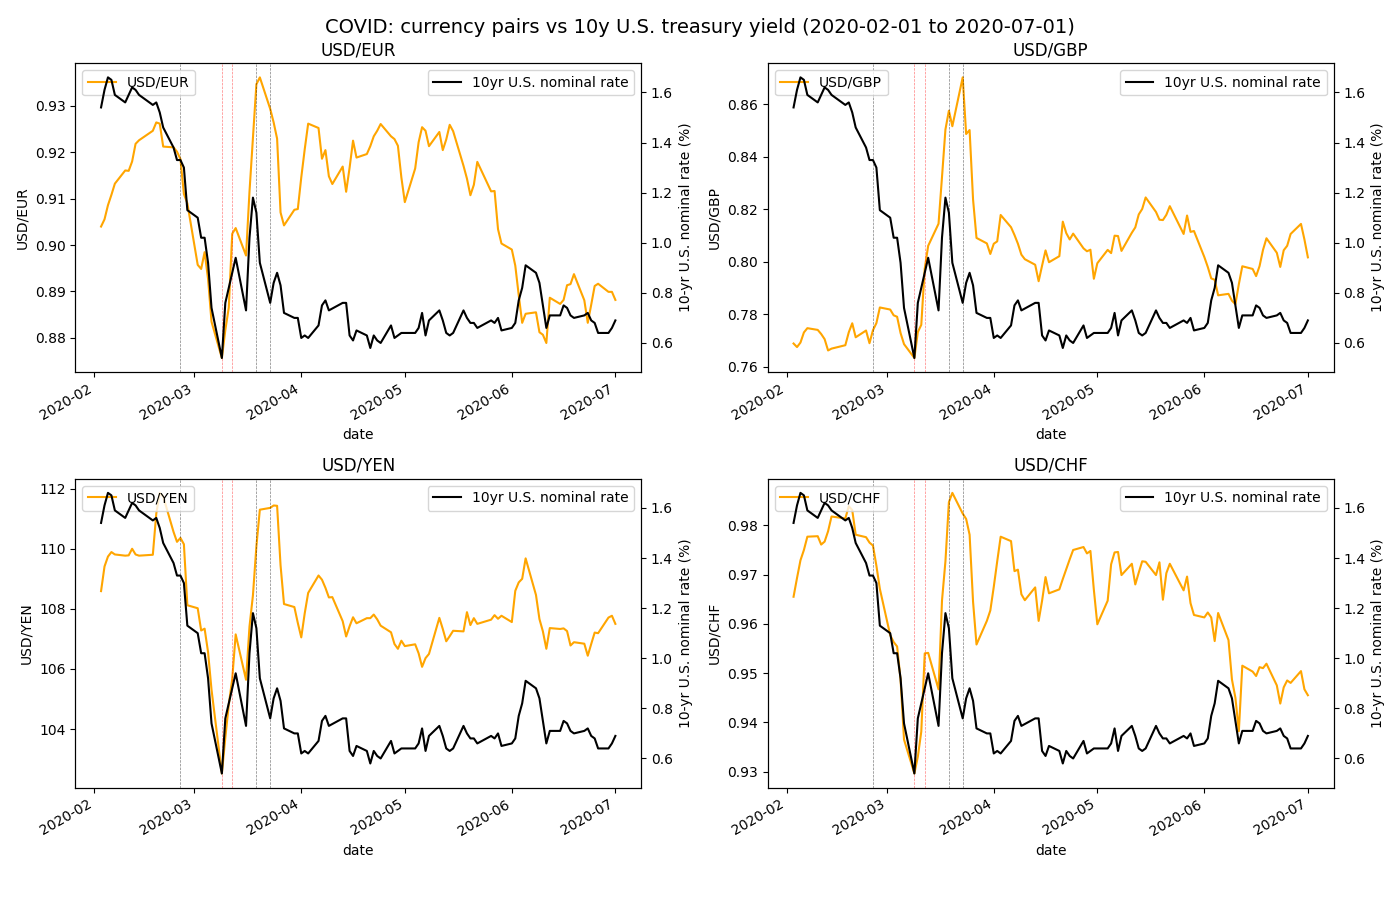 COVID: currency pairs vs 10y U.S. treasury yield (2020-02-01 to 2020-07-01)
USD/EUR
USD/EUR
10yr U.S. nominal rate
0.93
0.92
0.91
0.90
0.89
0.88
USD/EUR
1.6
1.4
1.2
1.0
0.8
0.6
10-yr U.S. nominal rate (%)
2020-02
2020-03
2020-04
2020-05
2020-06
2020-07
date
USD/GBP
USD/GBP
10yr U.S. nominal rate
0.86
0.84
0.82
0.80
0.78
0.76
USD/GBP
1.6
1.4
1.2
1.0
0.8
0.6
10-yr U.S. nominal rate (%)
2020-02
2020-03
2020-04
2020-05
2020-06
2020-07
date
USD/YEN
USD/YEN
10yr U.S. nominal rate
112
110
108
106
104
USD/YEN
1.6
1.4
1.2
1.0
0.8
0.6
10-yr U.S. nominal rate (%)
2020-02
2020-03
2020-04
2020-05
2020-06
2020-07
date
USD/CHF
USD/CHF
10yr U.S. nominal rate
0.98
0.97
0.96
0.95
0.94
0.93
USD/CHF
1.6
1.4
1.2
1.0
0.8
0.6
10-yr U.S. nominal rate (%)
2020-02
2020-03
2020-04
2020-05
2020-06
2020-07
date